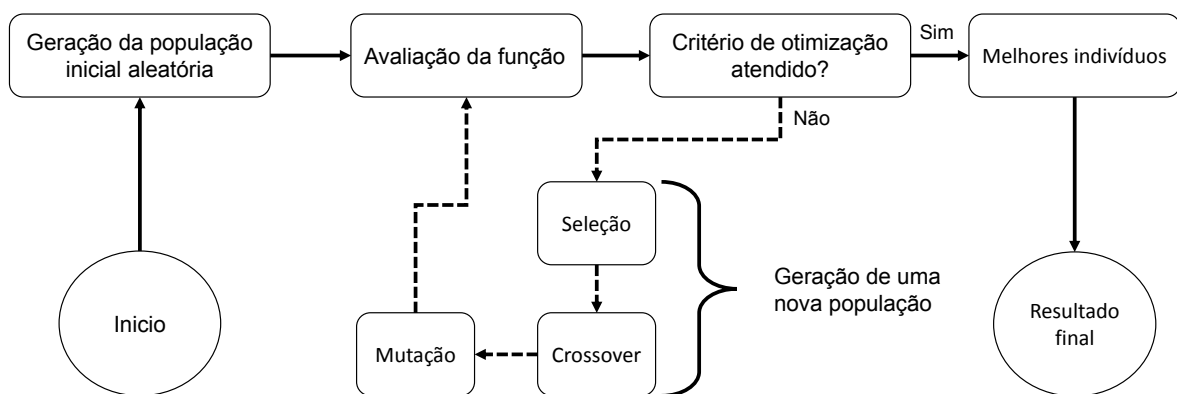 Geração da população
inicial aleatória
Avaliação da função
Critério de otimização
atendido?
Sim
Melhores indivíduos
Não
Seleção
Geração de uma
nova população
Inicio
Mutação
Crossover
Resultado
final